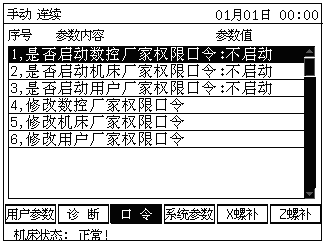 手动 连续 01月01日 00:00
序号 参数内容 参数值
1,是否启动数控厂家权限口令:不启动
2,是否启动机床厂家权限口令:不启动
3,是否启动用户厂家权限口令:不启动
4,修改数控厂家权限口令
5,修改机床厂家权限口令
6,修改用户厂家权限口令
用户参数 诊 断 口 令 系统参数 X螺补 Z螺补
机床状态: 正常!